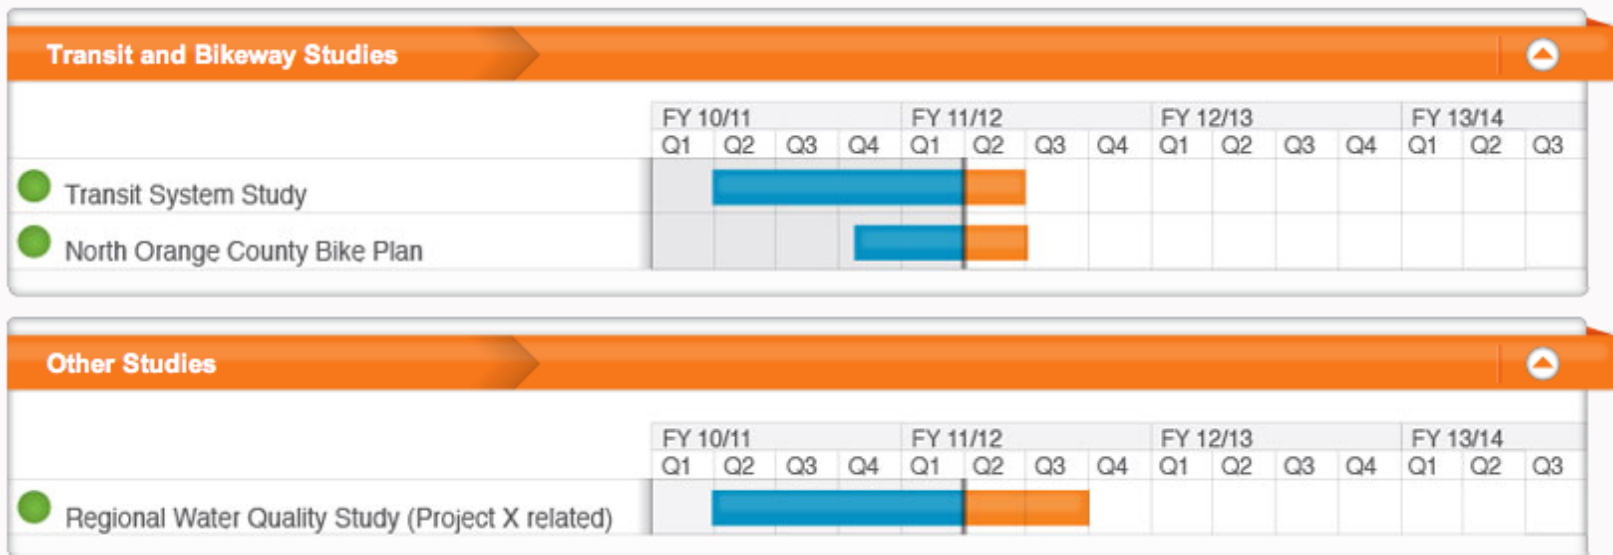 Transit and Bikeway Studies
FY 10/11 FY 11/12 FY 12/13 FY 13/14
Q1 Q2 Q3 Q4 Q1 Q2 Q3 Q4 Q1 Q2 Q3 Q4 Q1 Q2 Q3
Transit System Study
North Orange County Bike Plan
Other Studies
FY 10/11 FY 11/12 FY 12/13 FY 13/14
Q1 Q2 Q3 Q4 Q1 Q2 Q3 Q4 Q1 Q2 Q3 Q4 Q1 Q2 Q3
Regional Water Quality Study (Project X related)